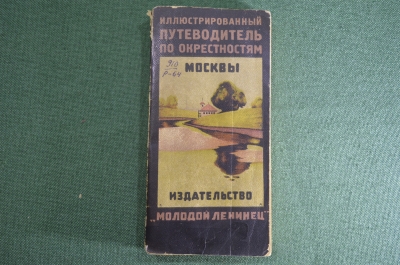 ИЛЛЮСТРИРОВАННЫЙ
ПУТЕВОДИТЕЛЬ
ПО ОКРЕСТНОСТЯМ
МОСКВЫ
ИЗДАТЕЛЬСТВО
„МОЛОДОЙ ЛЕНИНЕЦ"